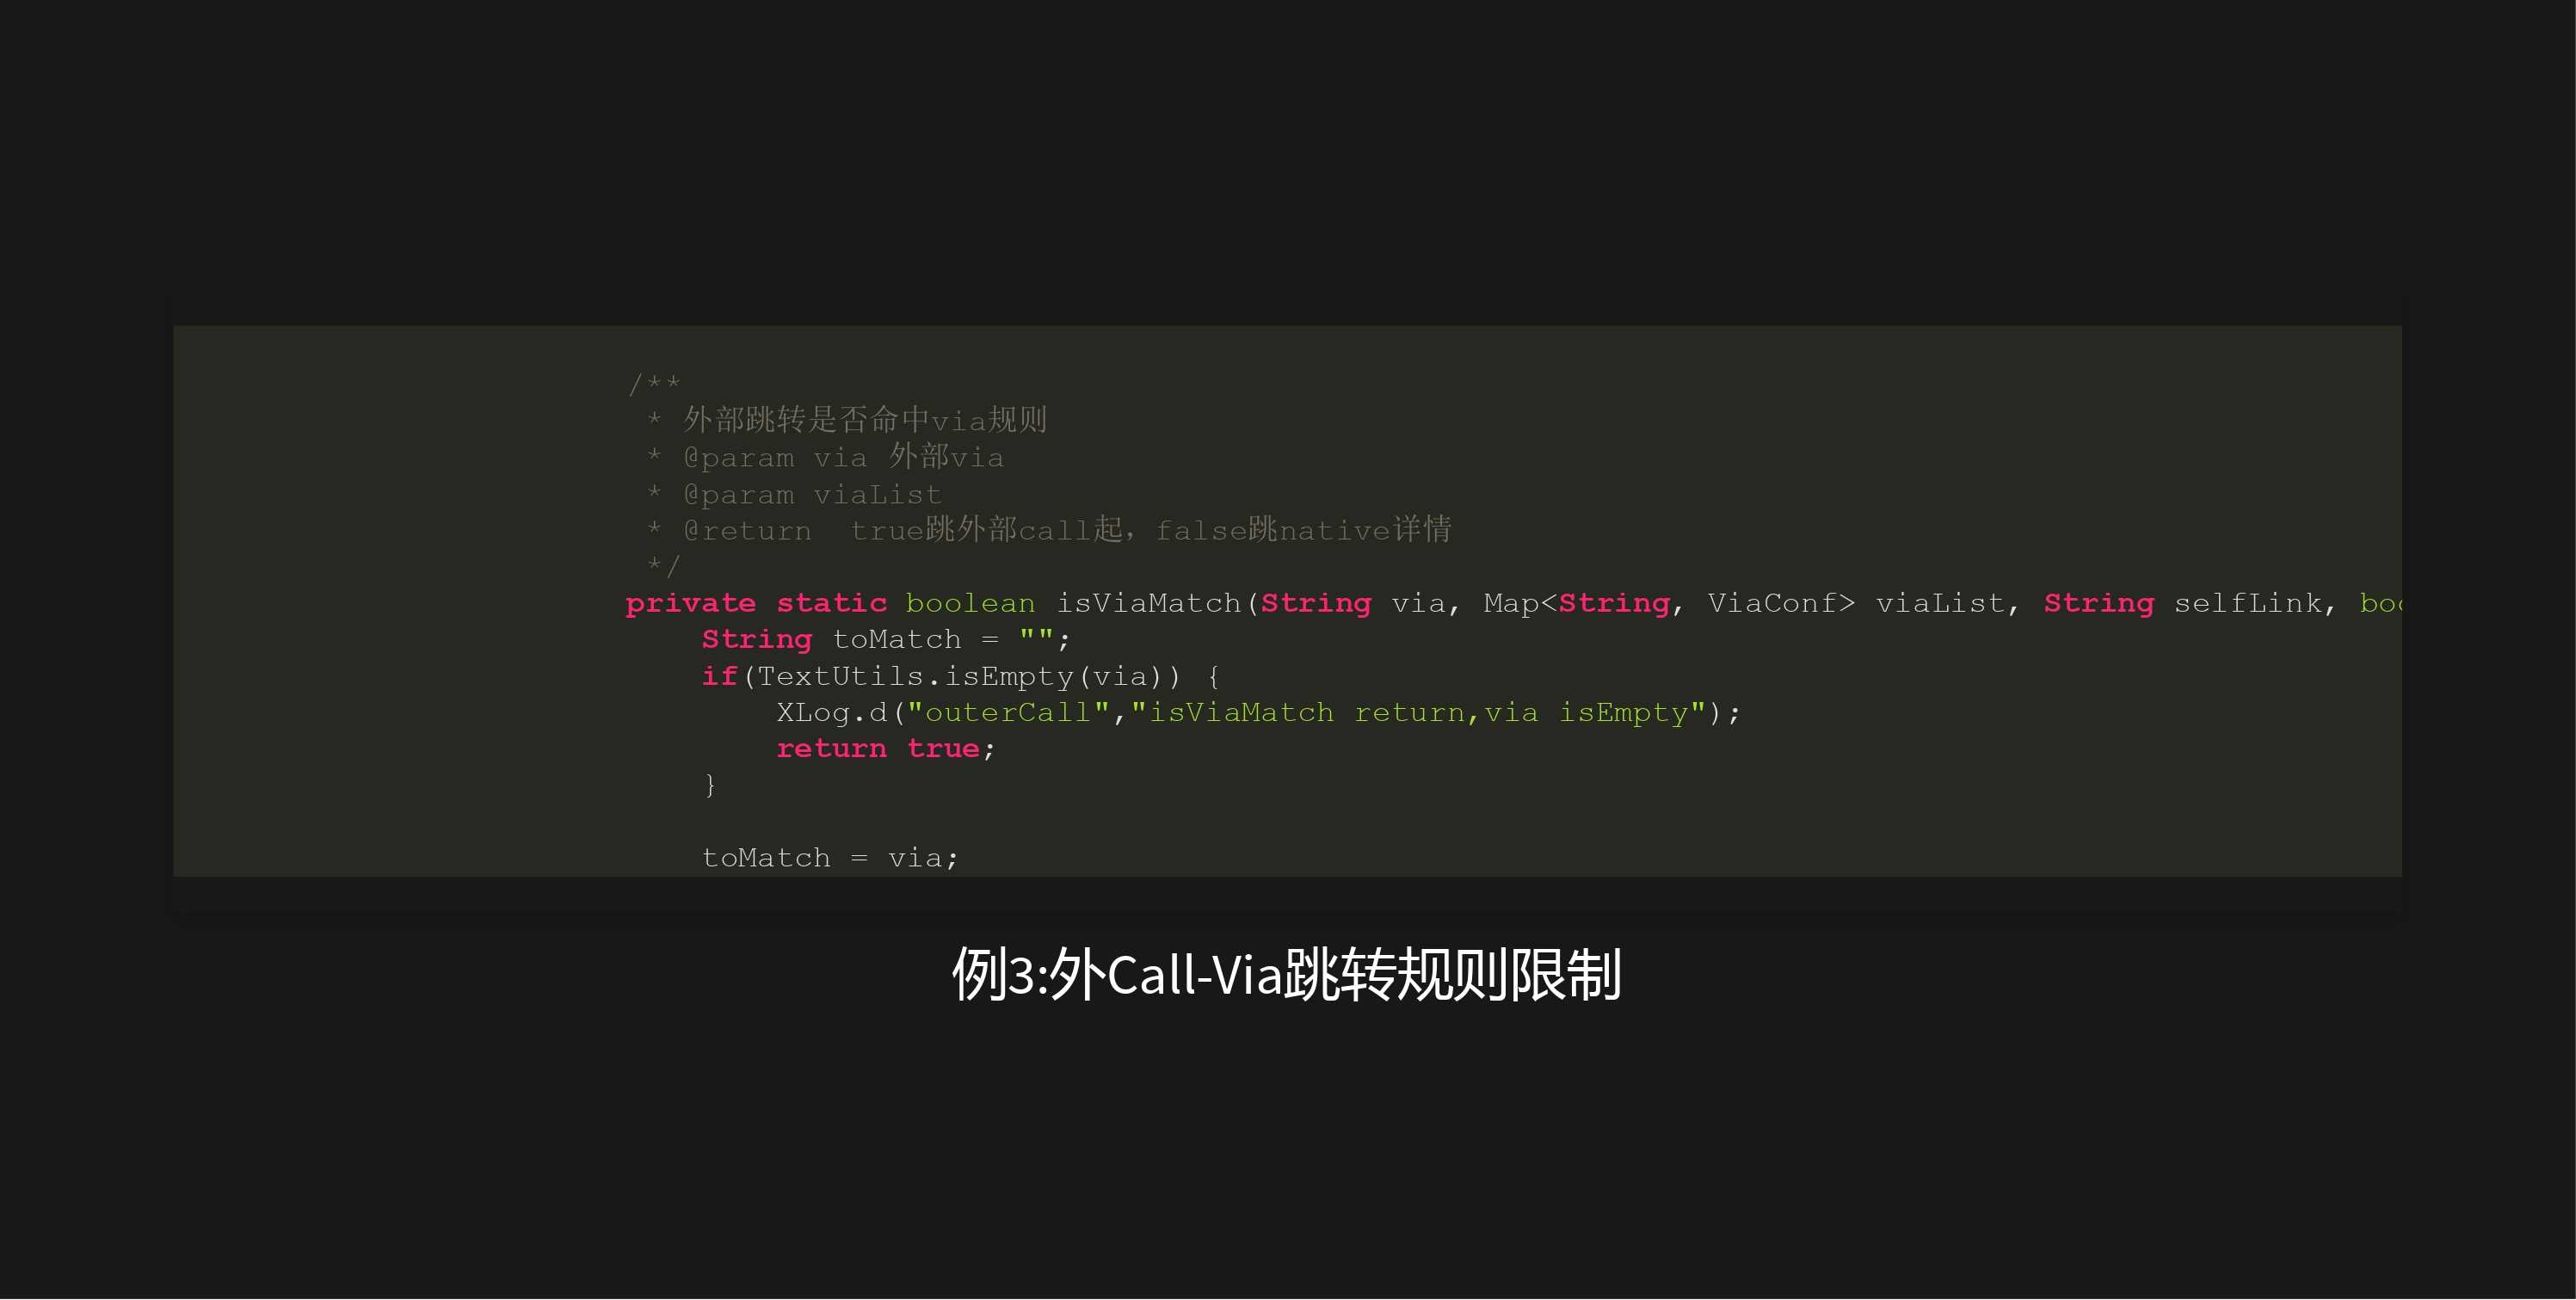 /**
 * 外部跳转是否命中via规则
 * @param via 外部via
 * @param viaList
 * @return  true跳外部call起，false跳native详情
 */
private static boolean isViaMatch(String via, Map<String, ViaConf> viaList, String selfLink,
    String toMatch = "";
    if(TextUtils.isEmpty(via)) {
        XLog.d("outerCall","isViaMatch return,via isEmpty");
        return true;
    }
    toMatch = via;
例3:外Call-Via跳转规则限制